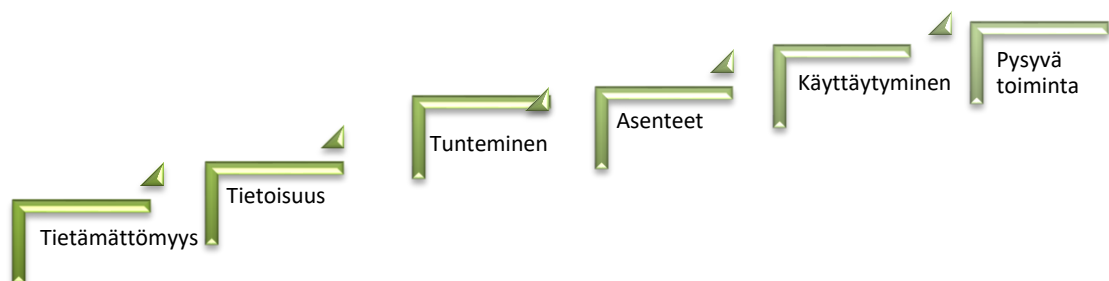 Tietämättömyys
Tietoisuus
Tunteminen
Asenteet
Käyttäytyminen
Pysyvä
toiminta